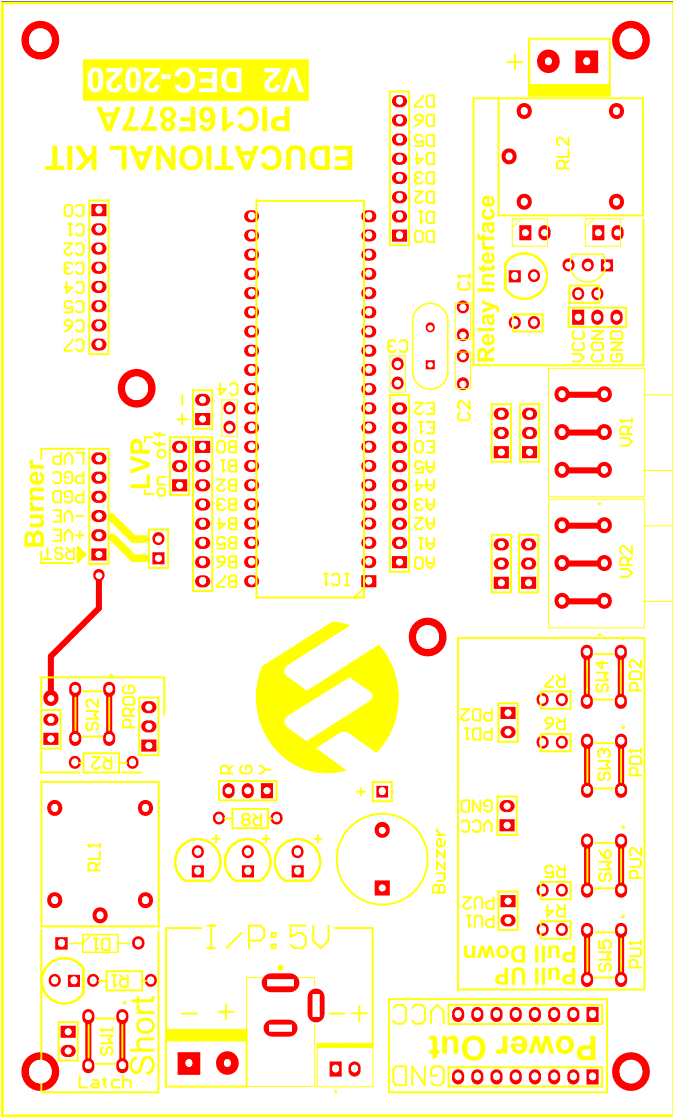 V2 DEC-2020
PIC16F877A
EDUCATIONAL KIT
+
RL2
D7
D6
D5
D4
D3
D2
D1
D0
C0
C1
C2
C3
C4
C5
C6
C7
Relay Interface
VCC
CON
GND
C1
C2
C3
C4
-
+
E2
E1
E0
A5
A4
A3
A2
A1
A0
VR1
VR2
Burner
LVP
PGC
PGD
-VE
+VE
RST
LVP
off
on
B0
B1
B2
B3
B4
B5
B6
B7
IC1
SW2
PROG
R2
RL1
R
G
Y
R8
+
+
+
+
Buzzer
SW4
PD2
R7
PD2
PD1
R6
SW3
PD1
GND
VCC
SW6
PU2
R5
PU2
PU1
R4
SW5
PU1
Pull Down
Pull UP
D1
R1
SW1
Short
Latch
I/P:5V
- +
-+
VCC
Power Out
GND